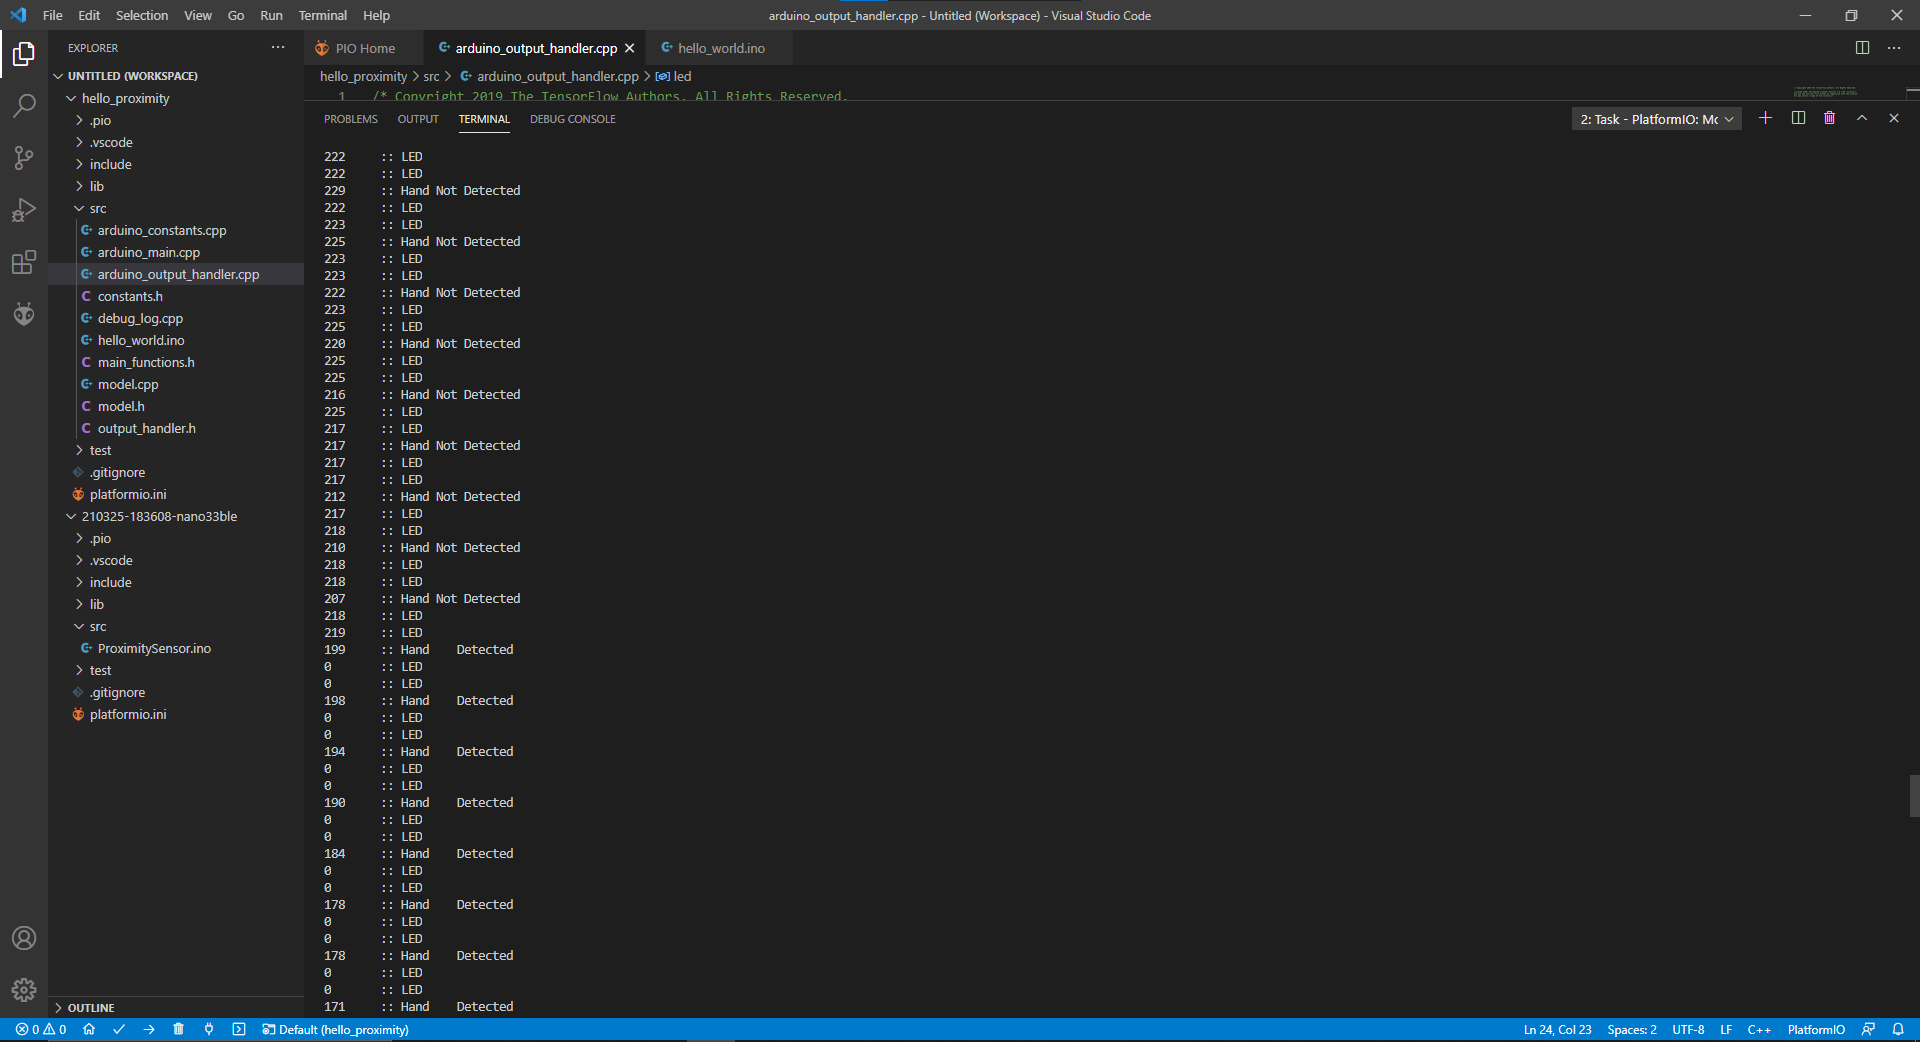 File Edit Selection View Go Run Terminal Help arduino_output_handler.cpp - Untitled (Workspace) - Visual Studio Code
EXPLORER
UNTITLED (WORKSPACE)
hello_proximity
.pio
.vscode
include
lib
src
arduino_constants.cpp
arduino_main.cpp
arduino_output_handler.cpp
constants.h
debug_log.cpp
hello_world.ino
main_functions.h
model.cpp
model.h
output_handler.h
test
.gitignore
platformio.ini
210325-183608-nano33ble
.pio
.vscode
include
lib
src
ProximitySensor.ino
test
.gitignore
platformio.ini
OUTLINE
PIO Home arduino_output_handler.cpp hello_world.ino
hello_proximity > src > arduino_output_handler.cpp > led
1 /* Copyright 2019 The TensorFlow Authors. All Rights Reserved.
PROBLEMS OUTPUT TERMINAL DEBUG CONSOLE 2: Task - PlatformIO: Mc
222 :: LED
222 :: LED
229 :: Hand Not Detected
222 :: LED
223 :: LED
225 :: Hand Not Detected
223 :: LED
223 :: LED
222 :: Hand Not Detected
223 :: LED
225 :: LED
220 :: Hand Not Detected
225 :: LED
225 :: LED
216 :: Hand Not Detected
225 :: LED
217 :: LED
217 :: Hand Not Detected
217 :: LED
217 :: LED
212 :: Hand Not Detected
217 :: LED
218 :: LED
210 :: Hand Not Detected
218 :: LED
218 :: LED
207 :: Hand Not Detected
218 :: LED
219 :: LED
199 :: Hand Detected
0 :: LED
0 :: LED
198 :: Hand Detected
0 :: LED
0 :: LED
194 :: Hand Detected
0 :: LED
0 :: LED
190 :: Hand Detected
0 :: LED
0 :: LED
184 :: Hand Detected
0 :: LED
0 :: LED
178 :: Hand Detected
0 :: LED
0 :: LED
178 :: Hand Detected
0 :: LED
0 :: LED
171 :: Hand Detected
0 0 Default (hello_proximity) Ln 24, Col 23 Spaces: 2 UTF-8 LF C++ PlatformIO